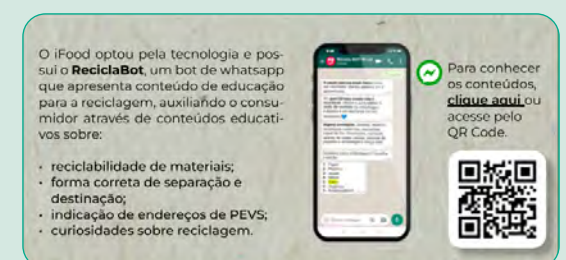 O iFood optou pela tecnologia e pos-
sui o ReciclaBot, um bot de whatsapp
que apresenta conteúdo de educação
para a reciclagem, auxiliando o consu-
midor através de conteúdos educati-
vos sobre:
• reciclabilidade de materiais;
• forma correta de separação e
destinação;
• indicação de endereços de PEVS;
• curiosidades sobre reciclagem.
Para conhecer
os conteúdos,
clique aqui ou
acesse pelo
QR Code.